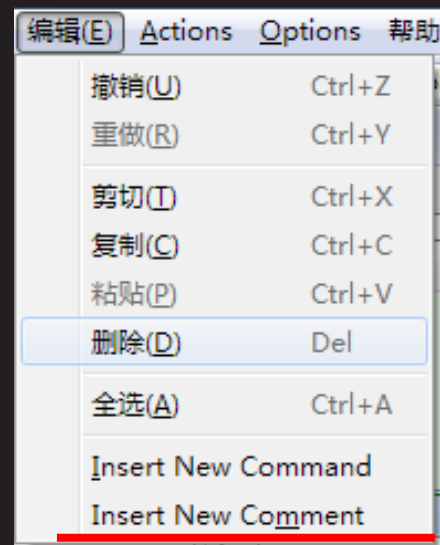 编辑(E) Actions Options 帮助
撤销(U) Ctrl+Z
重做(R) Ctrl+Y
剪切(T) Ctrl+X
复制(C) Ctrl+C
粘贴(P) Ctrl+V
删除(D) Del
全选(A) Ctrl+A
Insert New Command
Insert New Comment